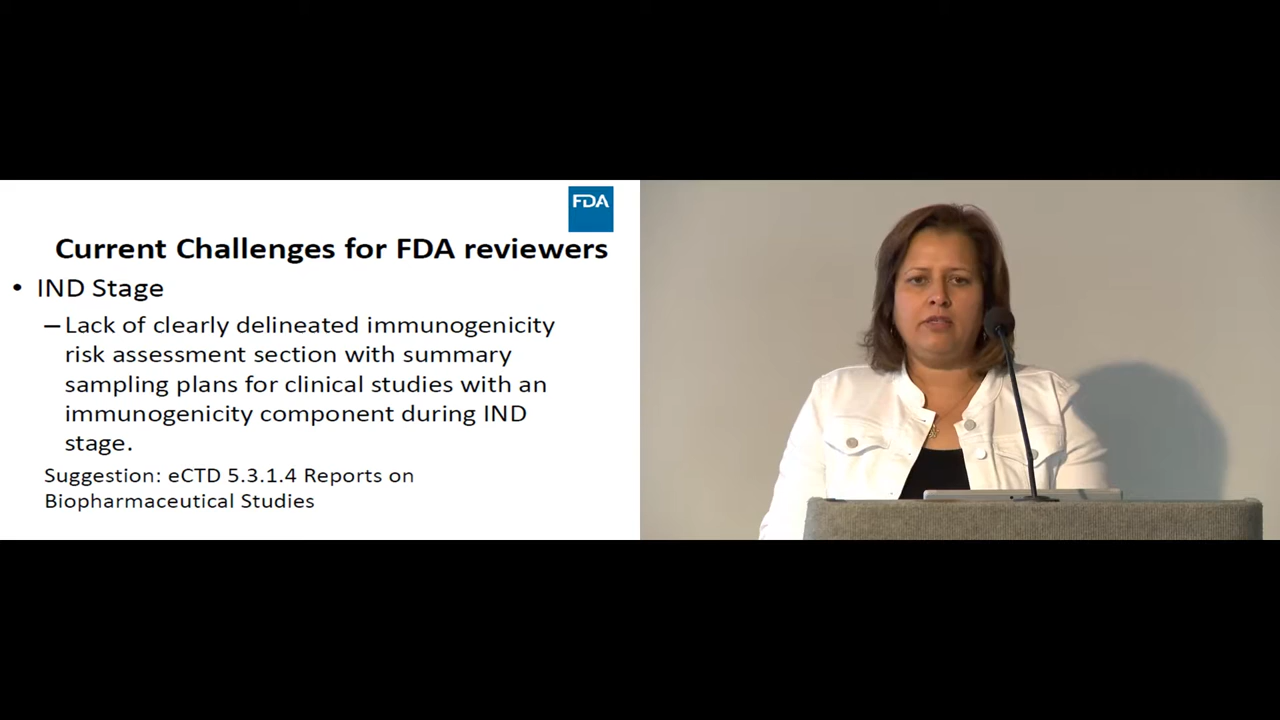 FDA
Current Challenges for FDA reviewers
• IND Stage
– Lack of clearly delineated immunogenicity
risk assessment section with summary
sampling plans for clinical studies with an
immunogenicity component during IND
stage.
Suggestion: eCTD 5.3.1.4 Reports on
Biopharmaceutical Studies